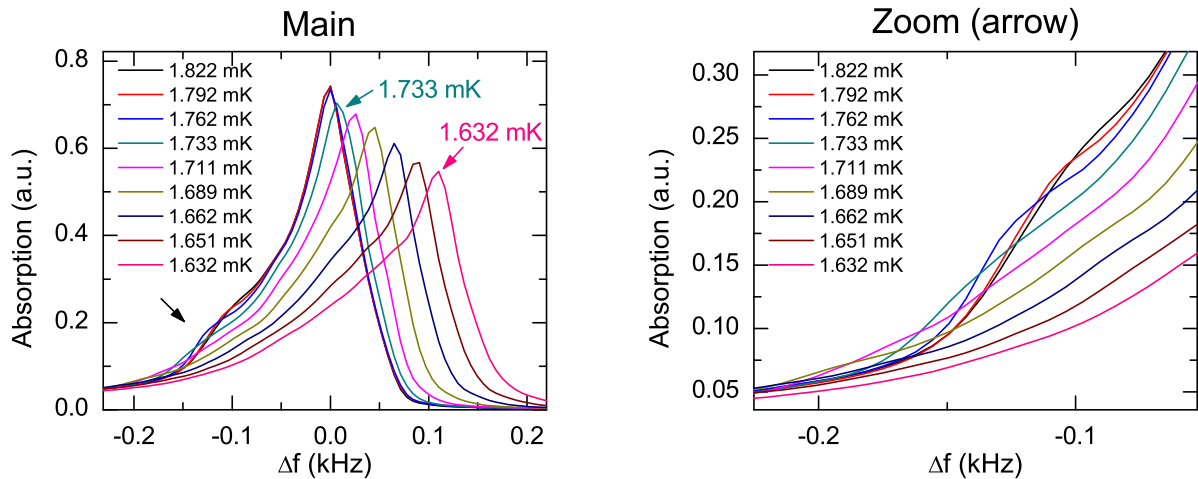 Main
Absorption (a.u.)
0.8
0.6
0.4
0.2
0.0
1.822 mK
1.792 mK
1.762 mK
1.733 mK
1.711 mK
1.689 mK
1.662 mK
1.651 mK
1.632 mK
1.733 mK
1.632 mK
-0.2
-0.1
0.0
0.1
0.2
Δf (kHz)
Zoom (arrow)
Absorption (a.u.)
0.30
0.25
0.20
0.15
0.10
0.05
1.822 mK
1.792 mK
1.762 mK
1.733 mK
1.711 mK
1.689 mK
1.662 mK
1.651 mK
1.632 mK
-0.2
-0.1
Δf (kHz)